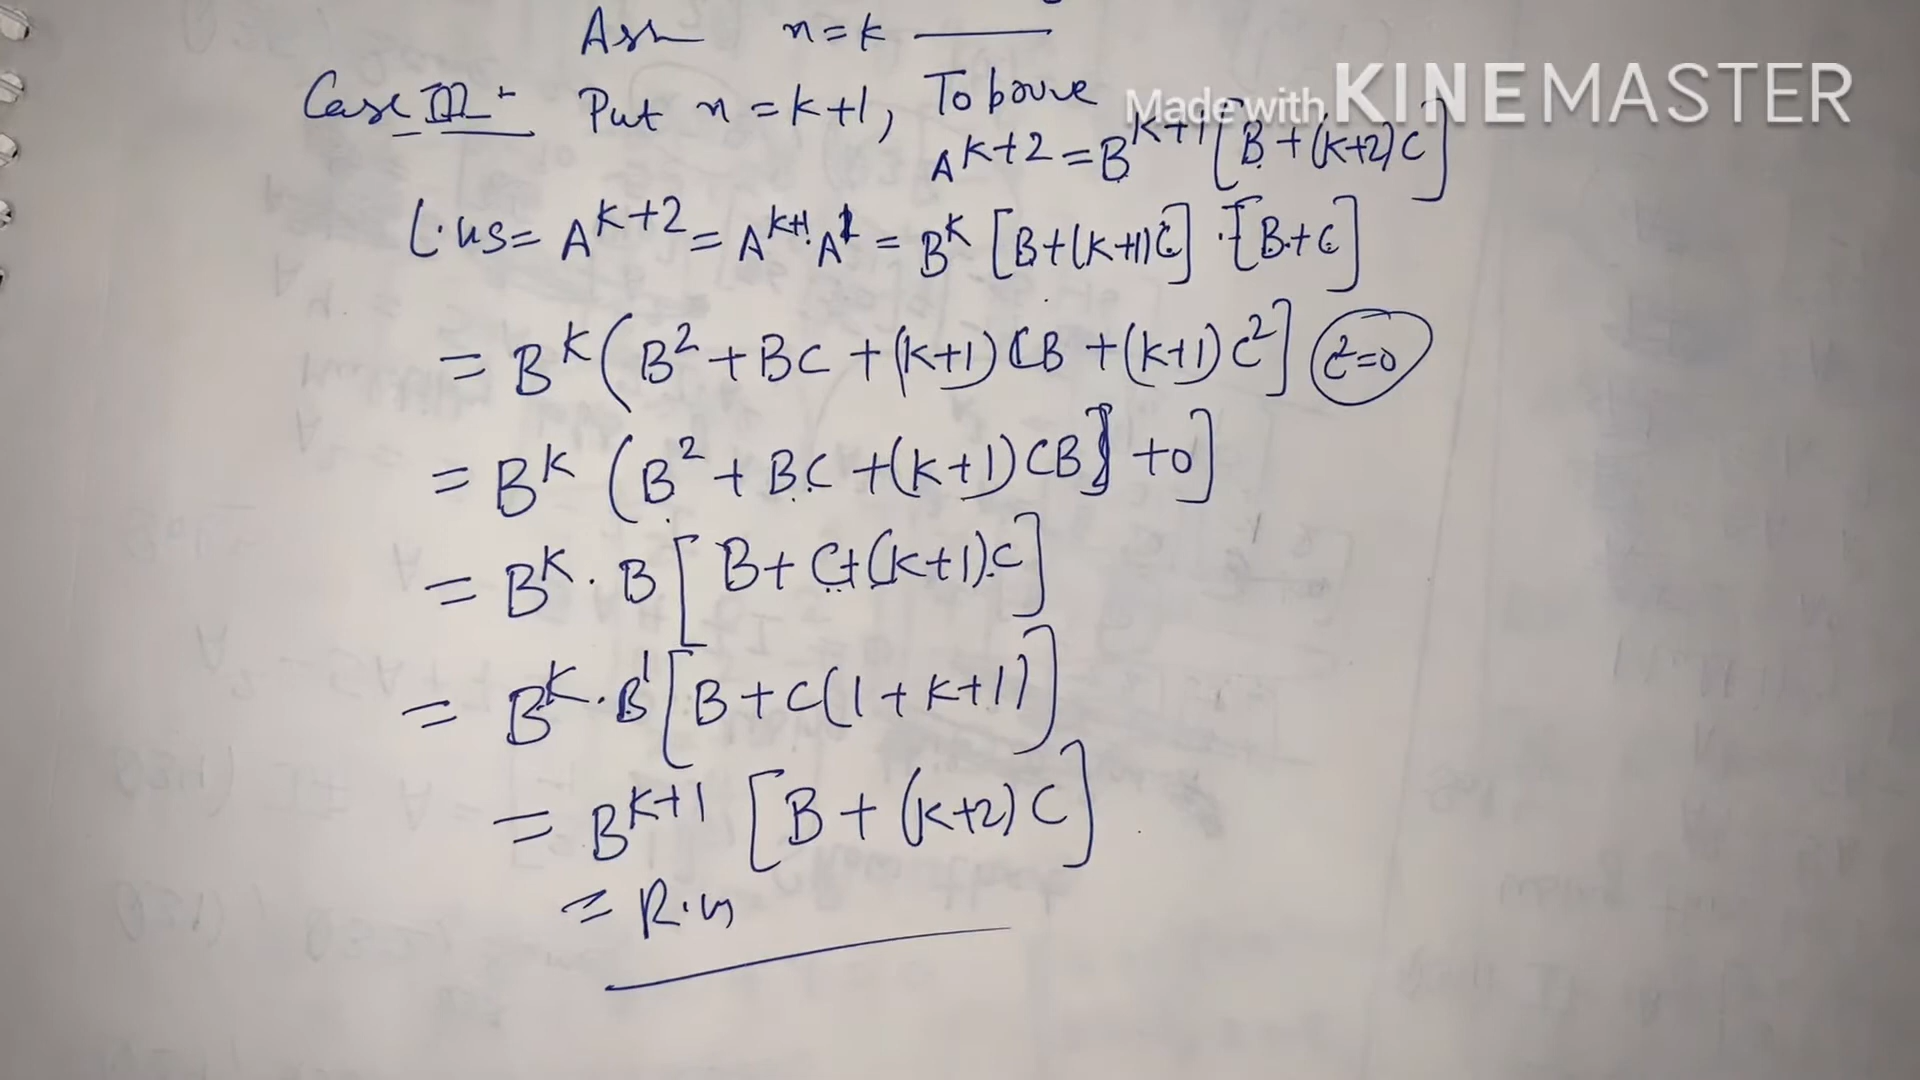 Ass n=k
Case III - Put n=k+1, To prove
Made with KINEMASTER
A^{k+2} = B^{k+1} [B+(k+2)C]
L.HS = A^{k+2} = A^{k+1}.A^1 = B^k [B+(k+1)C] . [B+C]
= B^k (B^2 + BC + (k+1) CB + (k+1) C^2] C^2=0
= B^k (B^2 + BC + (k+1) CB} +0]
= B^k . B [B+ C+ (k+1).C]
= B^k . B^1 [B + C(1+k+1)]
= B^{k+1} [B + (k+2) C]